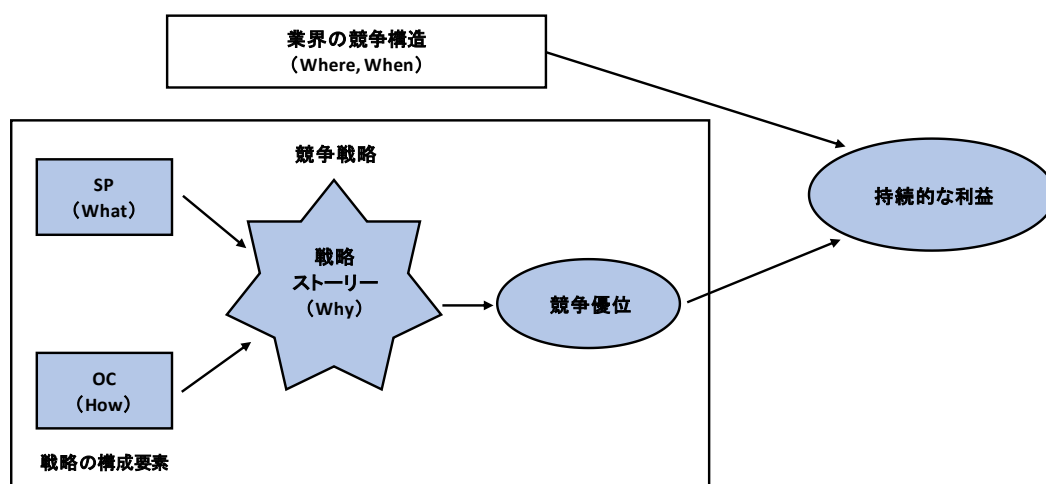 業界の競争構造
（Where, When）
競争戦略
SP
（What）
戦略
ストーリー
（Why）
競争優位
持続的な利益
OC
（How）
戦略の構成要素